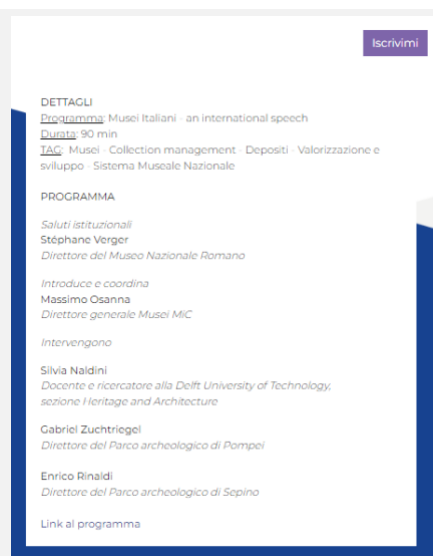 Iscrivimi
DETTAGLI
Programma: Musei Italiani - an international speech
Durata: 90 min
TAG: Musei - Collection management - Depositi - Valorizzazione e
sviluppo - Sistema Museale Nazionale
PROGRAMMA
Saluti istituzionali
Stéphane Verger
Direttore del Museo Nazionale Romano
Introduce e coordina
Massimo Osanna
Direttore generale Musei MiC
Intervengono
Silvia Naldini
Docente e ricercatore alla Delft University of Technology,
sezione Heritage and Architecture
Gabriel Zuchtriegel
Direttore del Parco archeologico di Pompei
Enrico Rinaldi
Direttore del Parco archeologico di Sepino
Link al programma